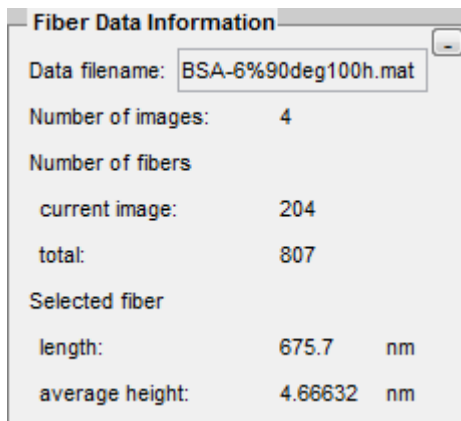 Fiber Data Information
-
Data filename: BSA-6%90deg100h.mat
Number of images: 4
Number of fibers
current image: 204
total: 807
Selected fiber
length: 675.7 nm
average height: 4.66632 nm